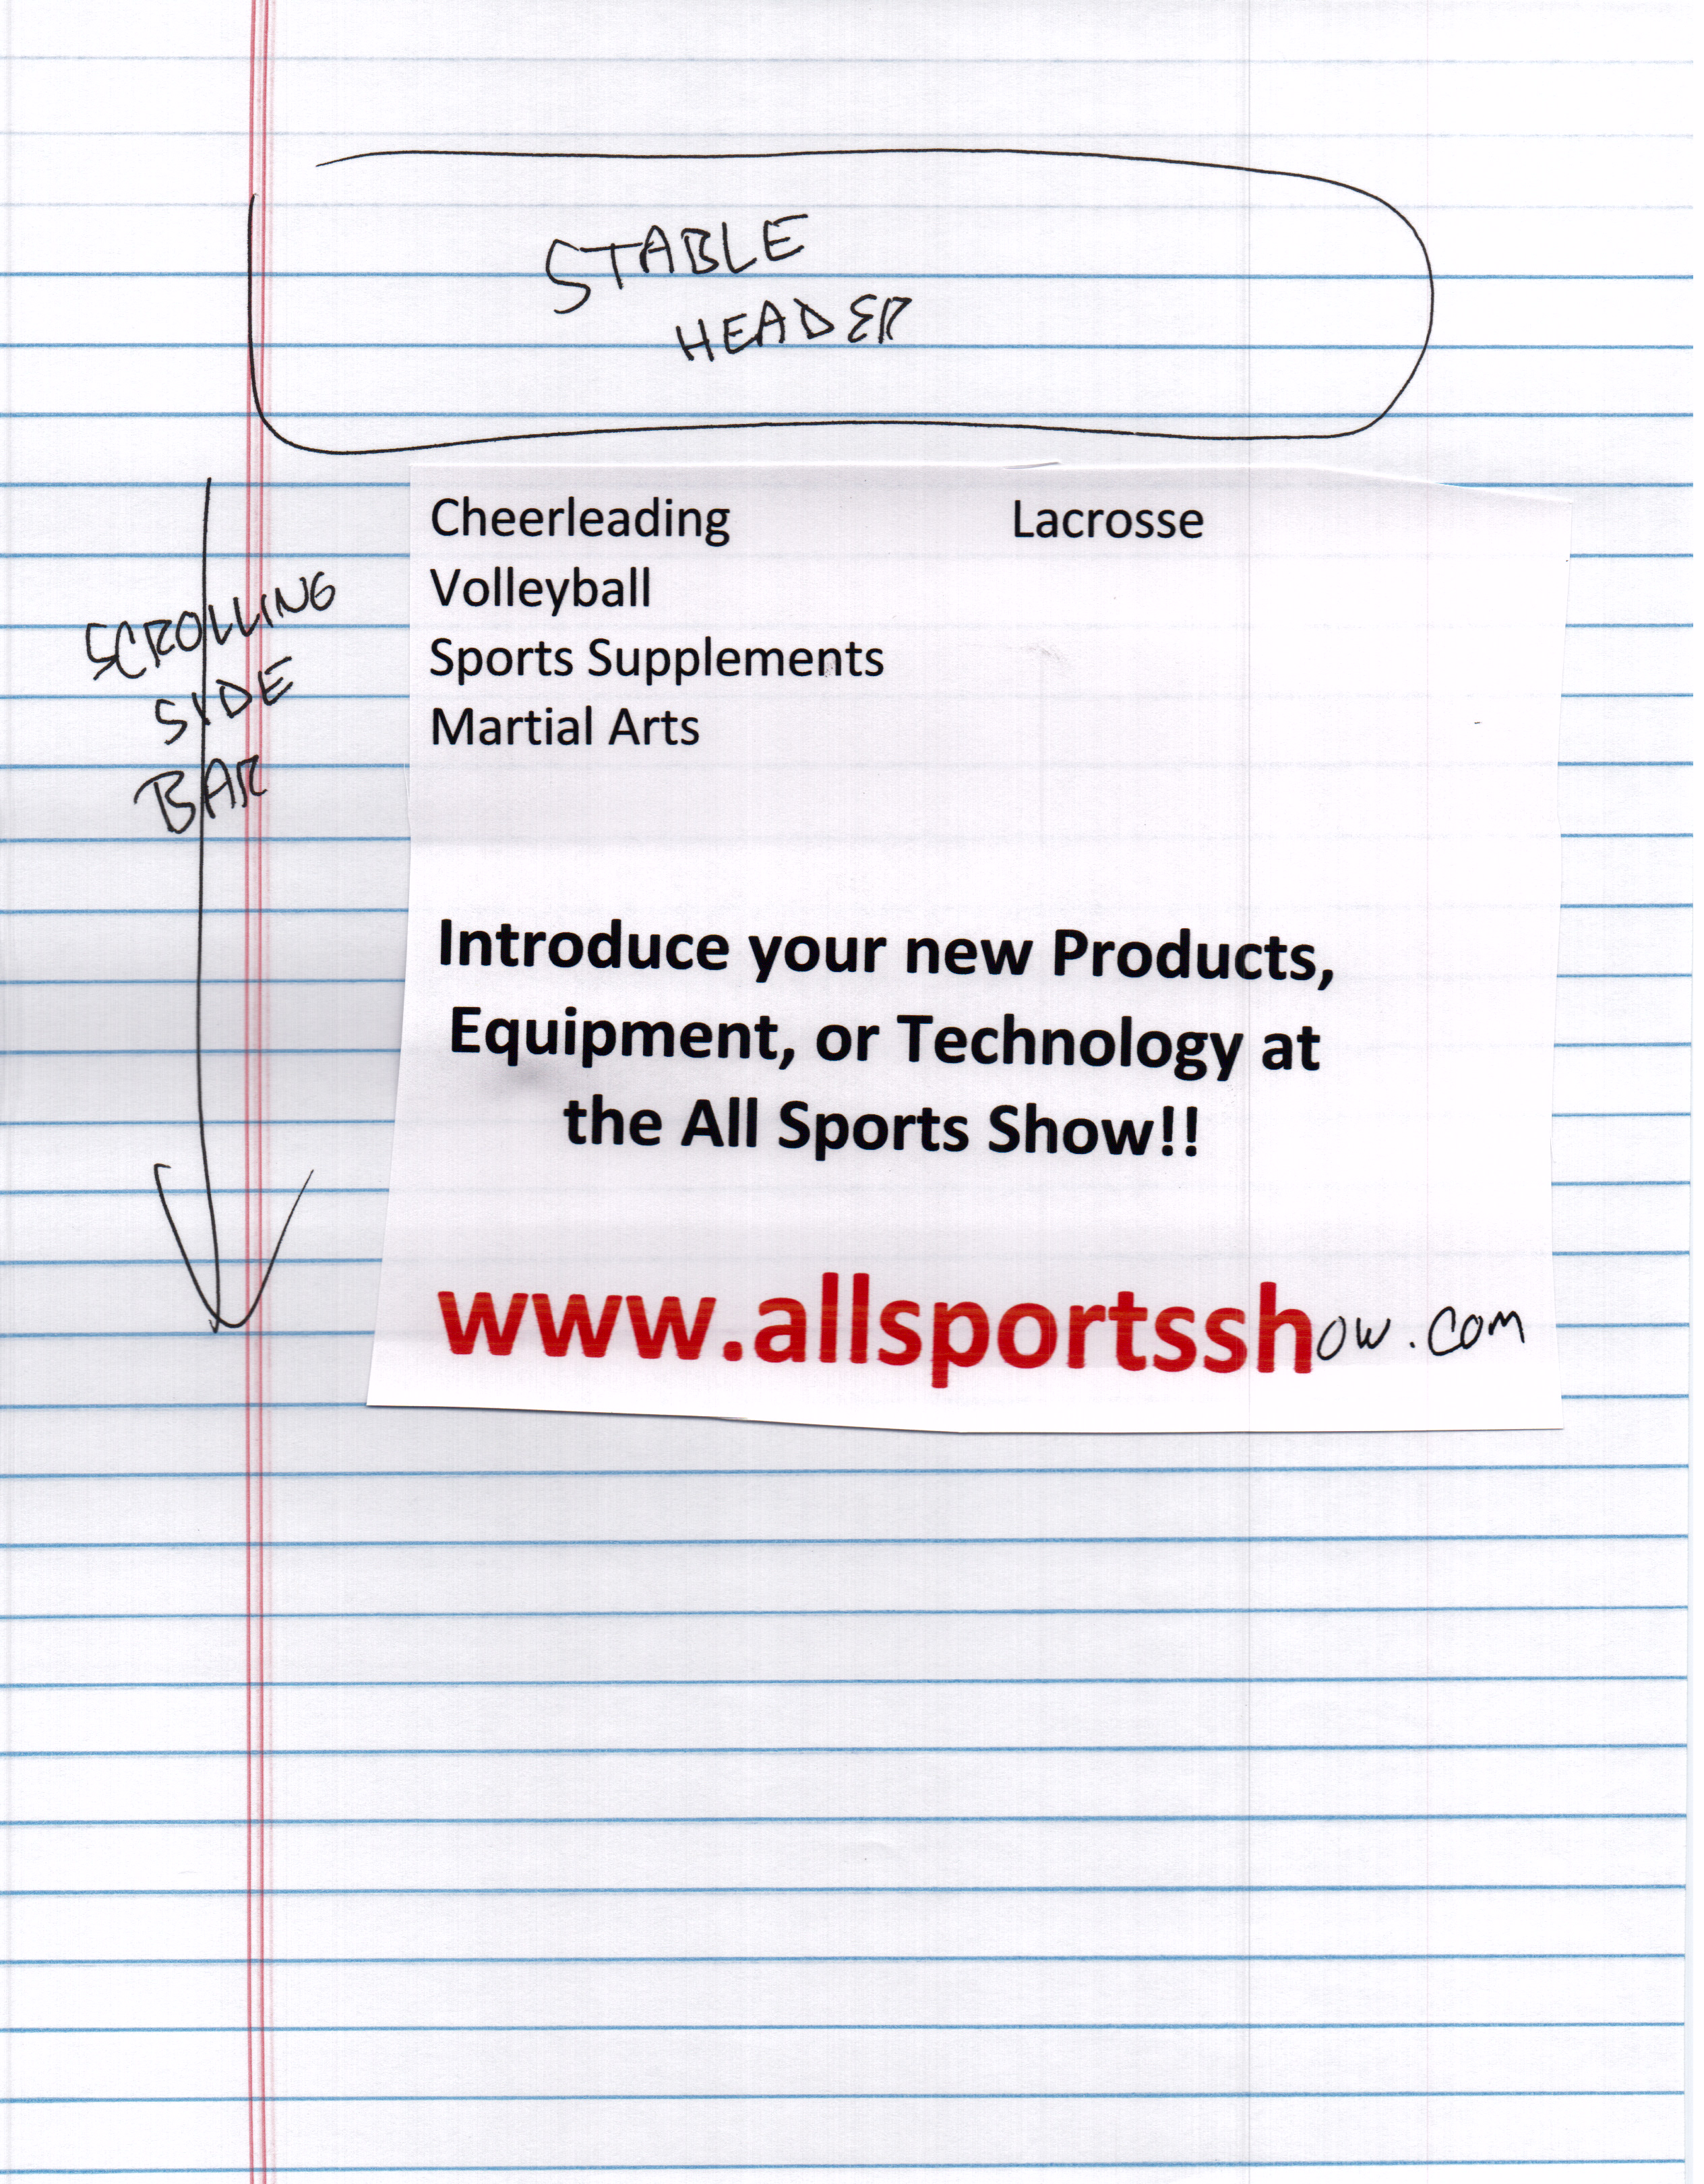 STABLE
HEADER
Cheerleading Lacrosse
Volleyball
Sports Supplements
Martial Arts
SCROLLING
SIDE
BAR
Introduce your new Products,
Equipment, or Technology at
the All Sports Show!!
www.allsportsshow.com